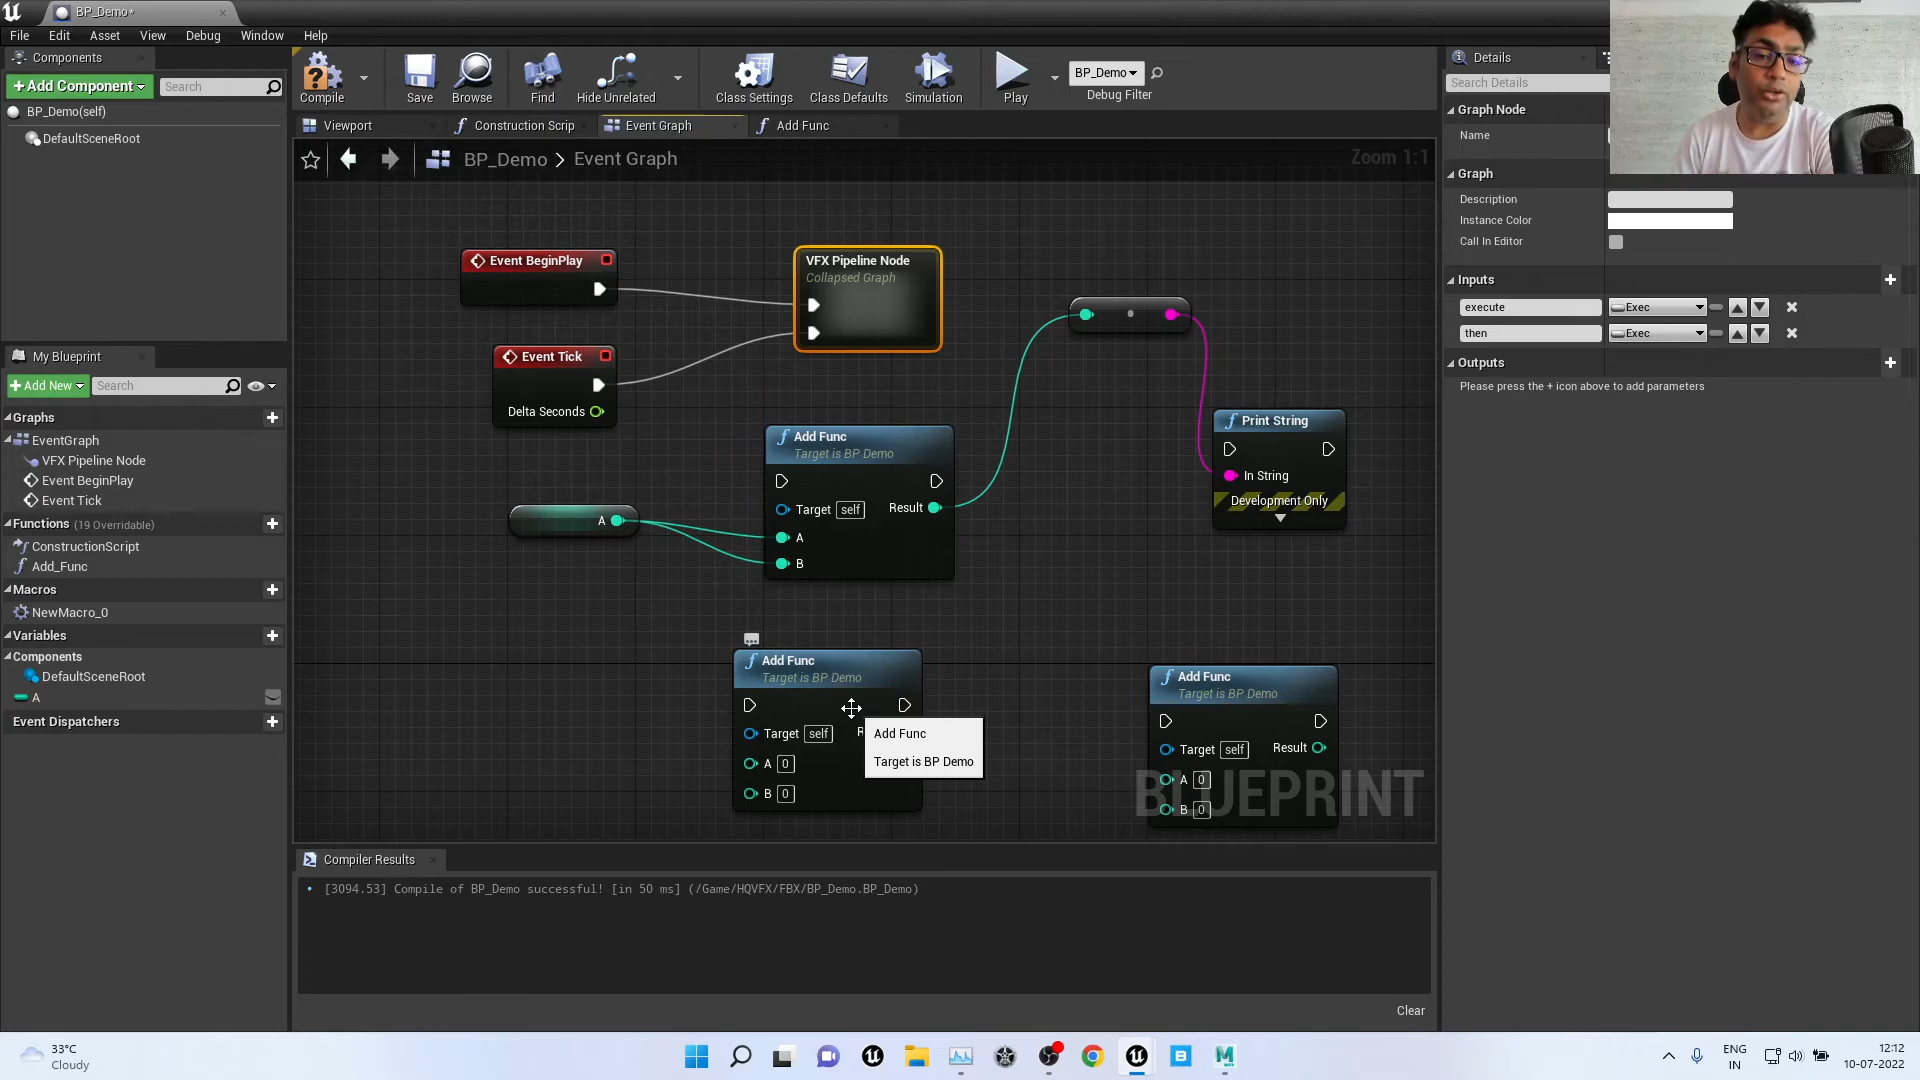 BP_Demo*
File Edit Asset View Debug Window Help
Components
+Add Component
Search
BP_Demo(self)
DefaultSceneRoot
My Blueprint
+Add New
Search
Graphs
EventGraph
VFX Pipeline Node
Event BeginPlay
Event Tick
Functions (19 Overridable)
ConstructionScript
Add_Func
Macros
NewMacro_0
Variables
Components
DefaultSceneRoot
A
Event Dispatchers
Compile
Save
Browse
Find
Hide Unrelated
Class Settings
Class Defaults
Simulation
Play
BP_Demo
Debug Filter
Viewport
Construction Scrip
Event Graph
Add Func
BP_Demo > Event Graph
Zoom 1:1
Event BeginPlay
VFX Pipeline Node
Collapsed Graph
Event Tick
Delta Seconds
Add Func
Target is BP Demo
Target self
Result
A
B
A
Print String
In String
Development Only
Add Func
Target is BP Demo
Target self
A 0
B 0
Add Func
Target is BP Demo
Add Func
Target is BP Demo
Target self
Result
A 0
B 0
BLUEPRINT
Compiler Results
[3094.53] Compile of BP_Demo successful! [in 50 ms] (/Game/HQVFX/FBX/BP_Demo.BP_Demo)
Clear
Details
Search Details
Graph Node
Name
Graph
Description
Instance Color
Call In Editor
Inputs
execute Exec
then Exec
Outputs
Please press the + icon above to add parameters
33°C
Cloudy
ENG
IN
12:12
10-07-2022